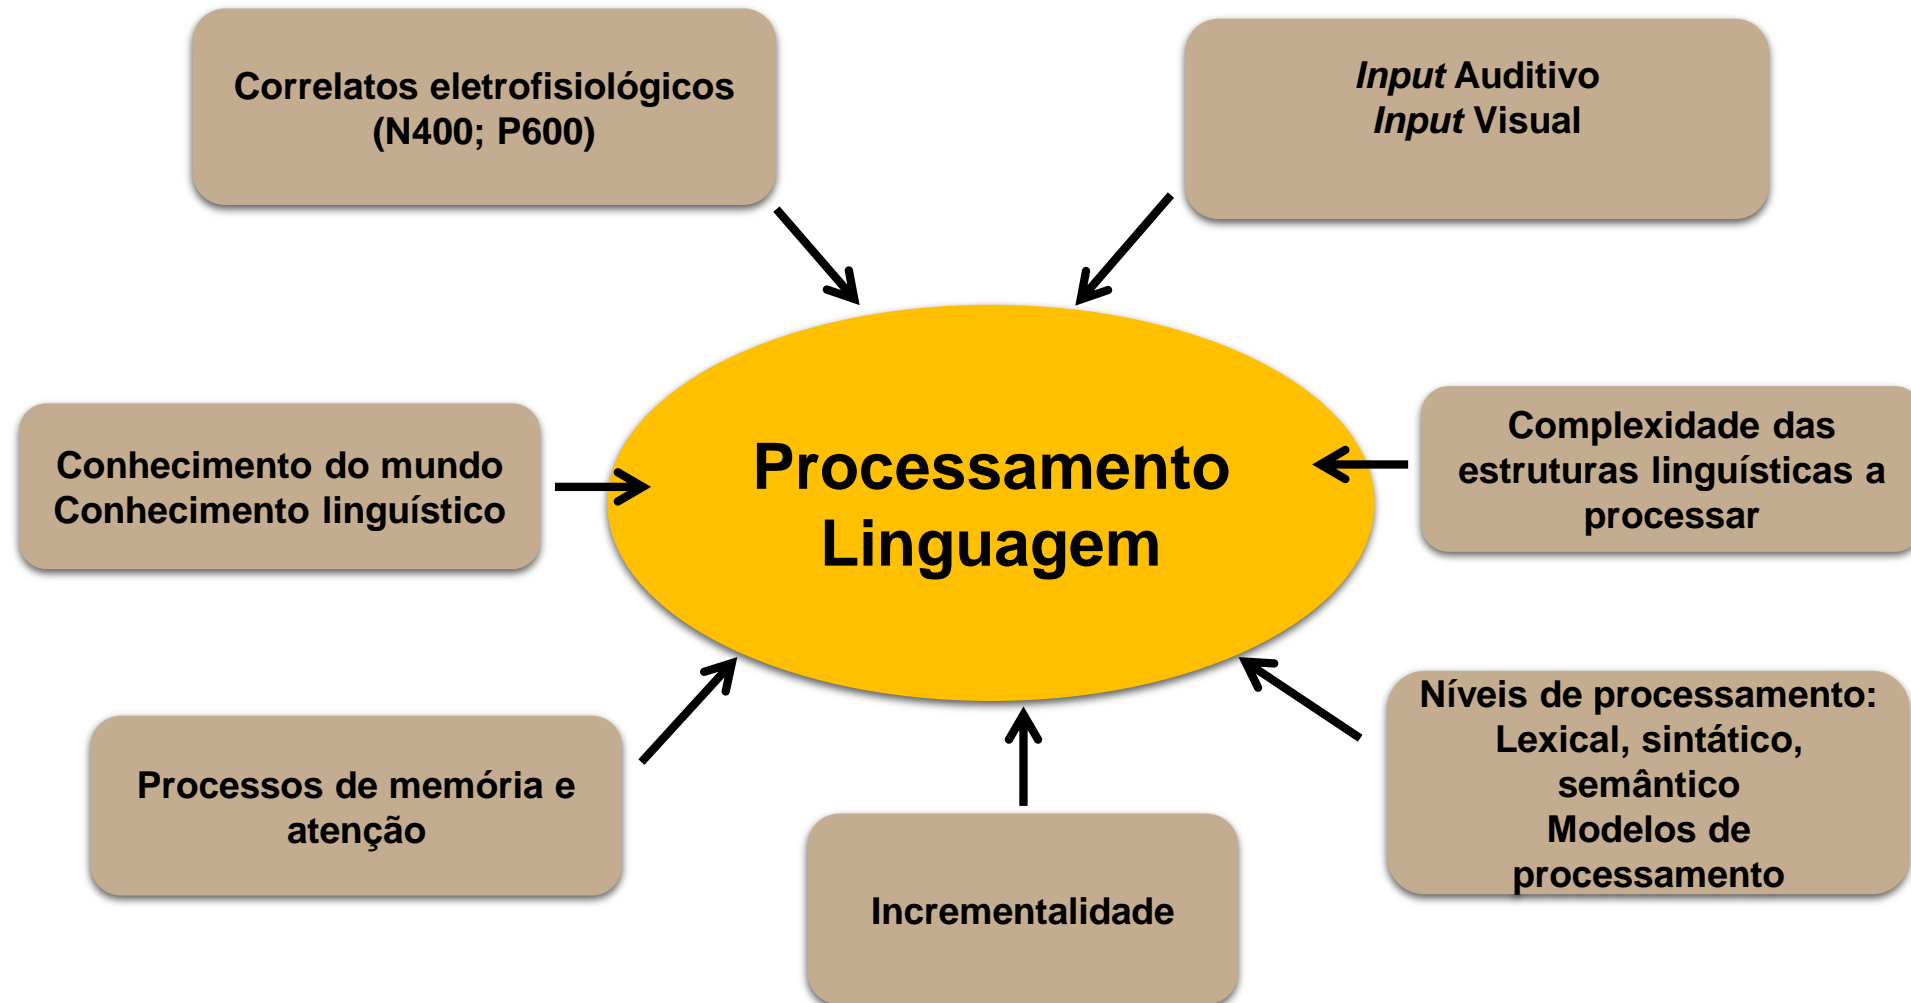 Correlatos eletrofisiológicos
(N400; P600)
Input Auditivo
Input Visual
Conhecimento do mundo
Conhecimento linguístico
Processamento
Linguagem
Complexidade das
estruturas linguísticas a
processar
Processos de memória e
atenção
Incrementalidade
Níveis de processamento:
Lexical, sintático,
semântico
Modelos de
processamento